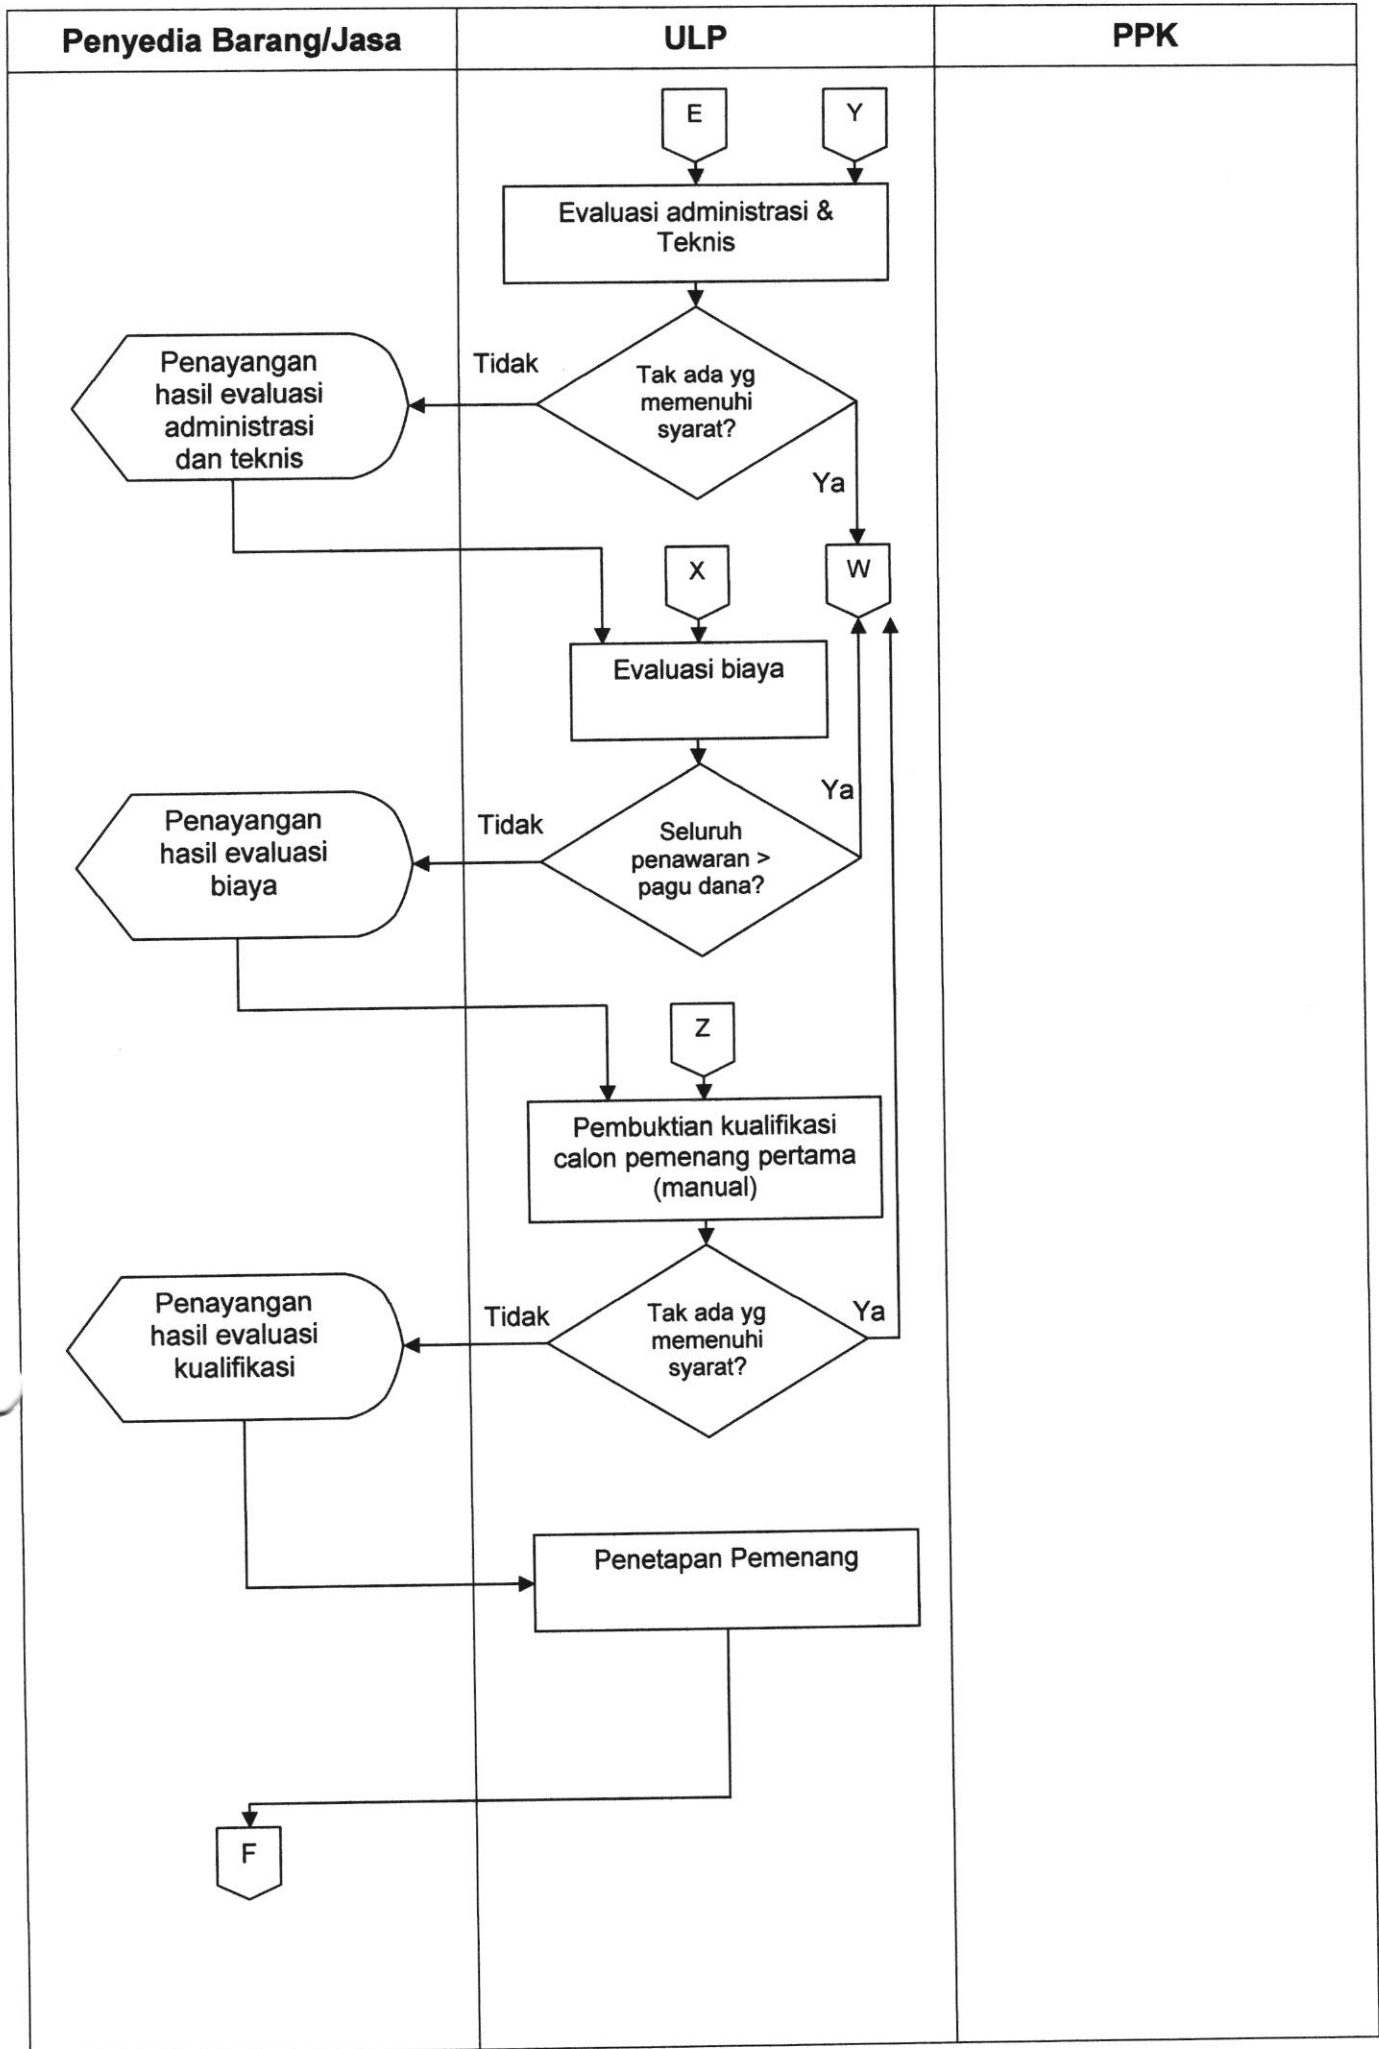 Penyedia Barang/Jasa
ULP
PPK
E
Y
Evaluasi administrasi &
Teknis
Tidak
Tak ada yg
memenuhi
syarat?
Penayangan
hasil evaluasi
administrasi
dan teknis
Ya
X
W
Evaluasi biaya
Ya
Tidak
Seluruh
penawaran >
pagu dana?
Penayangan
hasil evaluasi
biaya
Z
Pembuktian kualifikasi
calon pemenang pertama
(manual)
Tidak
Tak ada yg
memenuhi
syarat?
Ya
Penayangan
hasil evaluasi
kualifikasi
Penetapan Pemenang
F